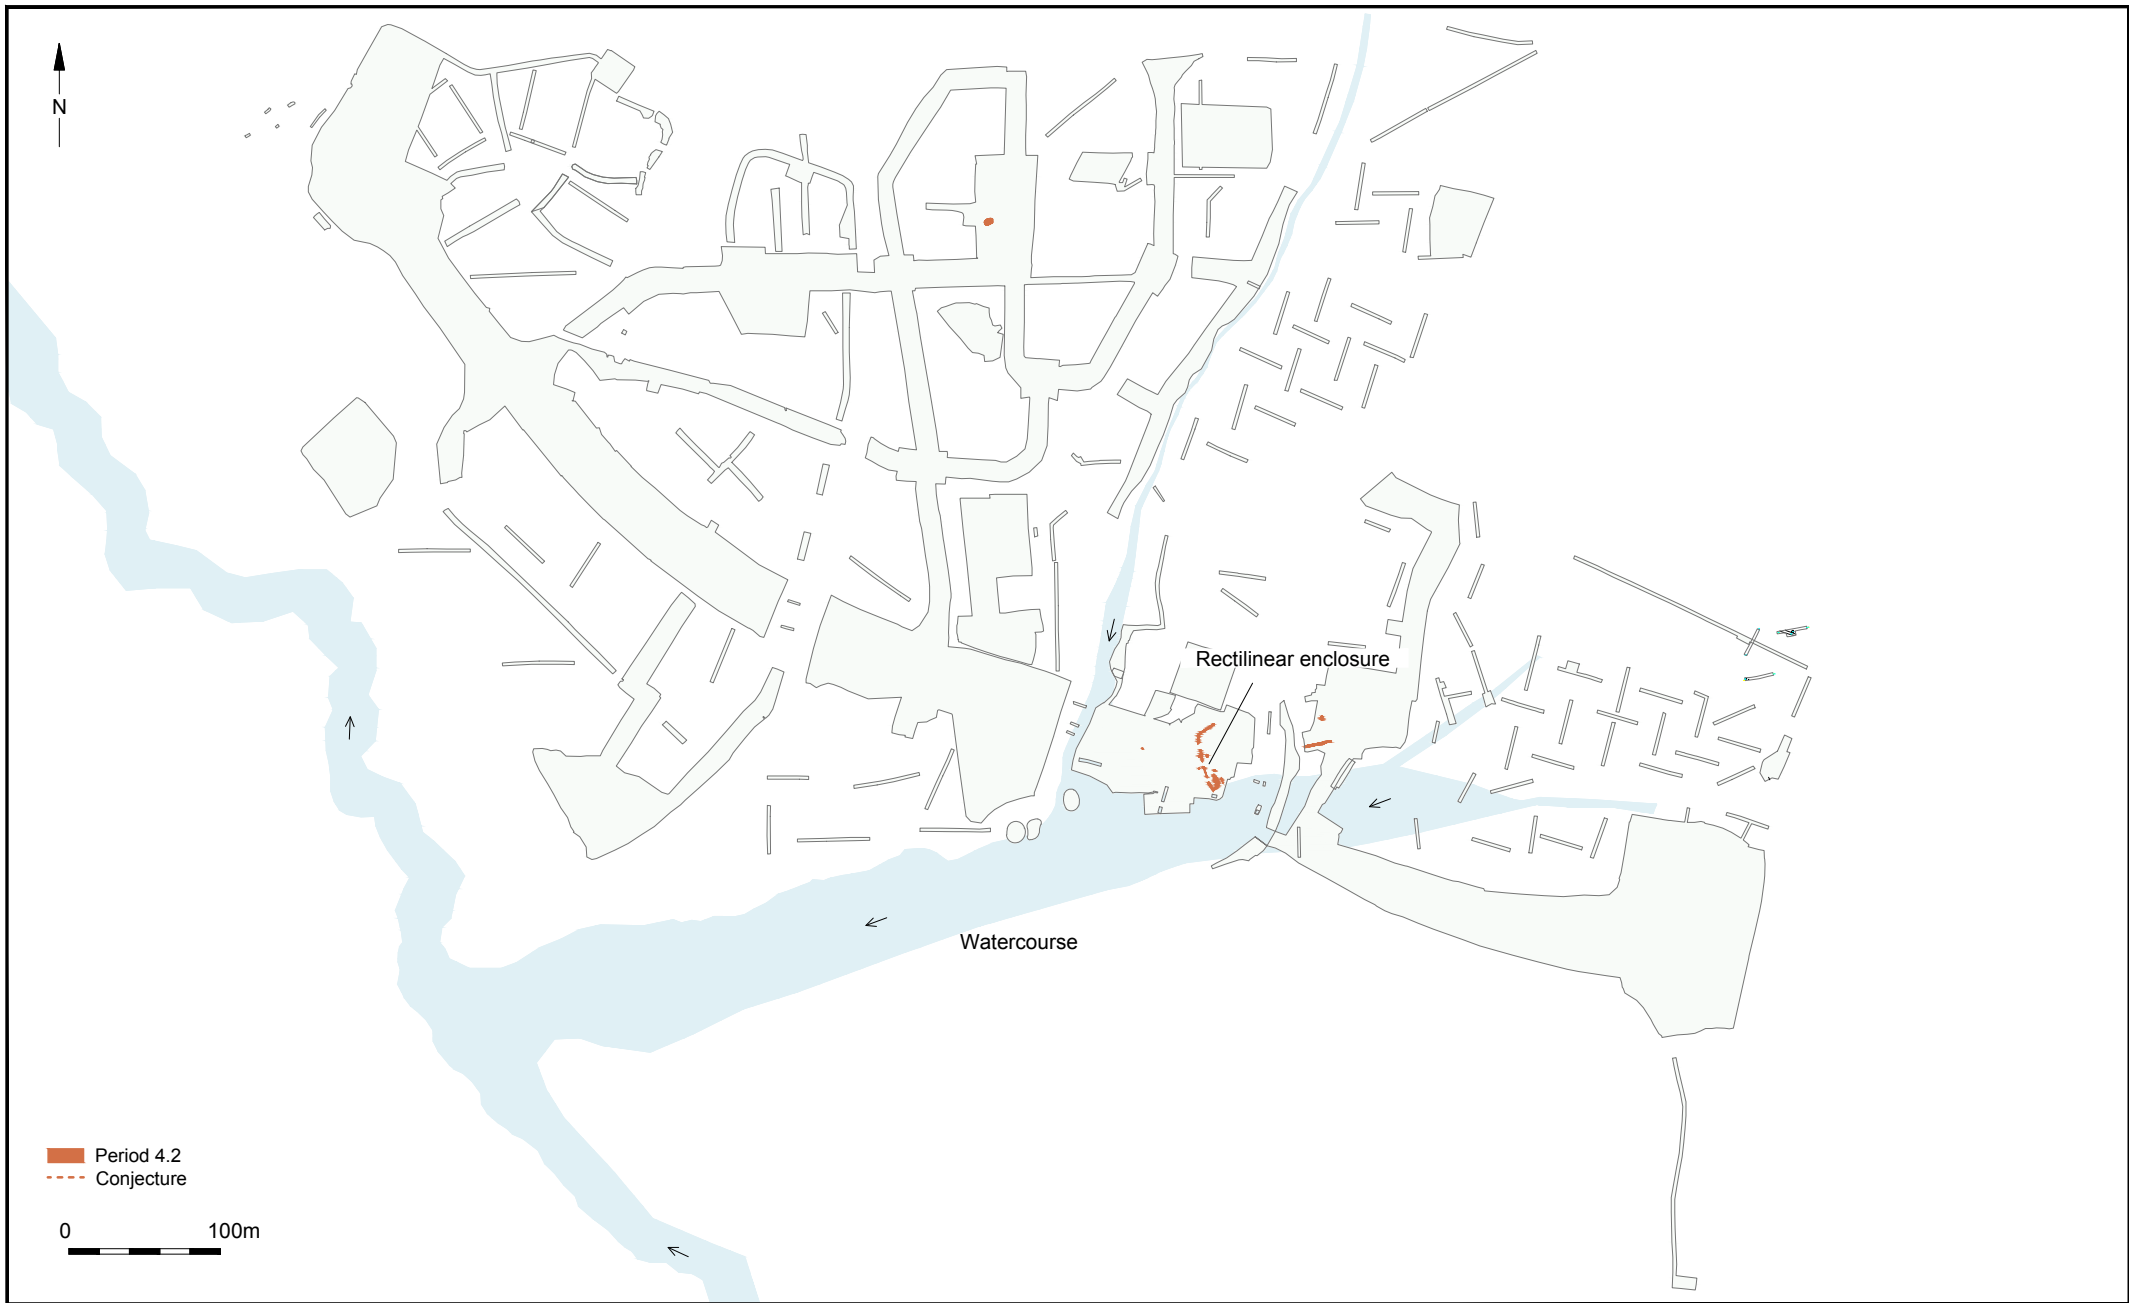 N
Rectilinear enclosure
Watercourse
Period 4.2
Conjecture
0 100m